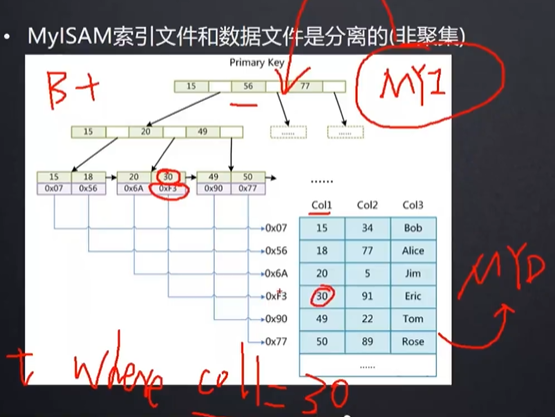 • MyISAM索引文件和数据文件是分离的(非聚集)
Primary Key
B+
MYI
15 56 77
15 20 49
...... ......
15 18 20 30 49 50
0x07 0x56 0x6A 0xF3 0x90 0x77
......
Col1 Col2 Col3
0x07 15 34 Bob
0x56 18 77 Alice
0x6A 20 5 Jim
0xF3 30 91 Eric
0x90 49 22 Tom
0x77 50 89 Rose
......
MYD
t where col1=30